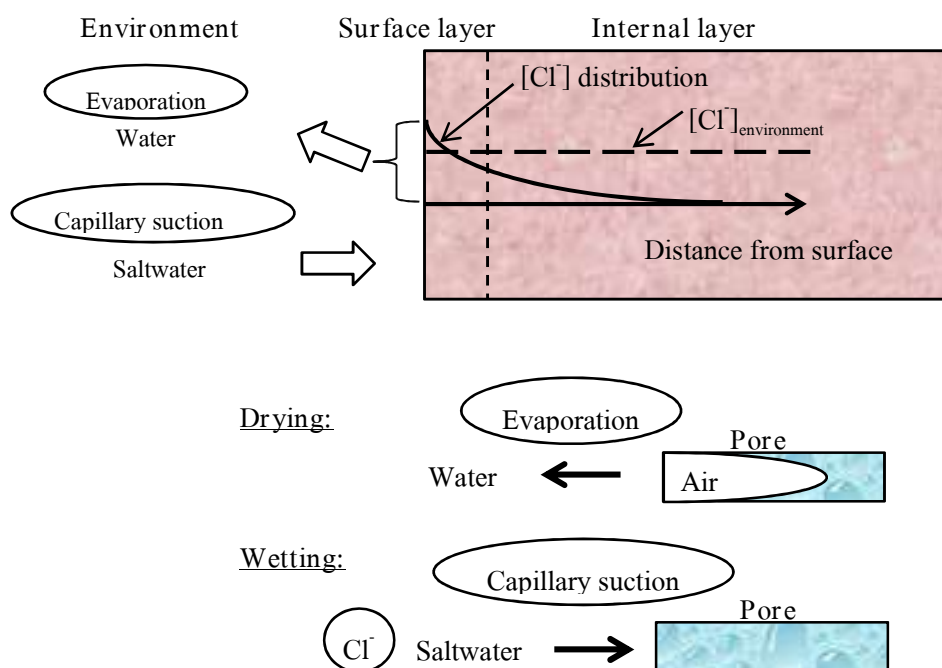 Environment Surface layer Internal layer
[Cl⁻] distribution
Evaporation
[Cl⁻]environment
Water
Capillary suction
Saltwater
Distance from surface
Drying:
Evaporation
Pore
Water
Air
Wetting:
Capillary suction
Pore
Cl⁻
Saltwater